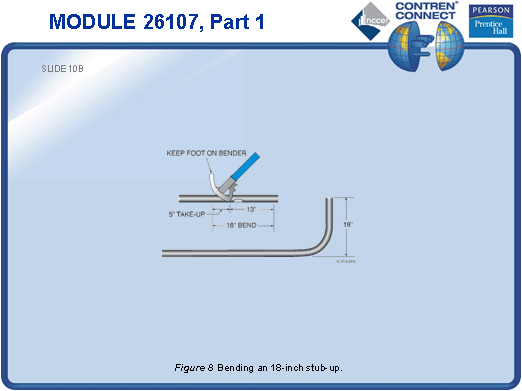 MODULE 26107, Part 1
nccer
CONTREN®
CONNECT
PEARSON
Prentice
Hall
SLIDE 10B
KEEP FOOT ON BENDER
5" TAKE-UP
13"
18" BEND
18"
Figure 8 Bending an 18-inch stub-up.